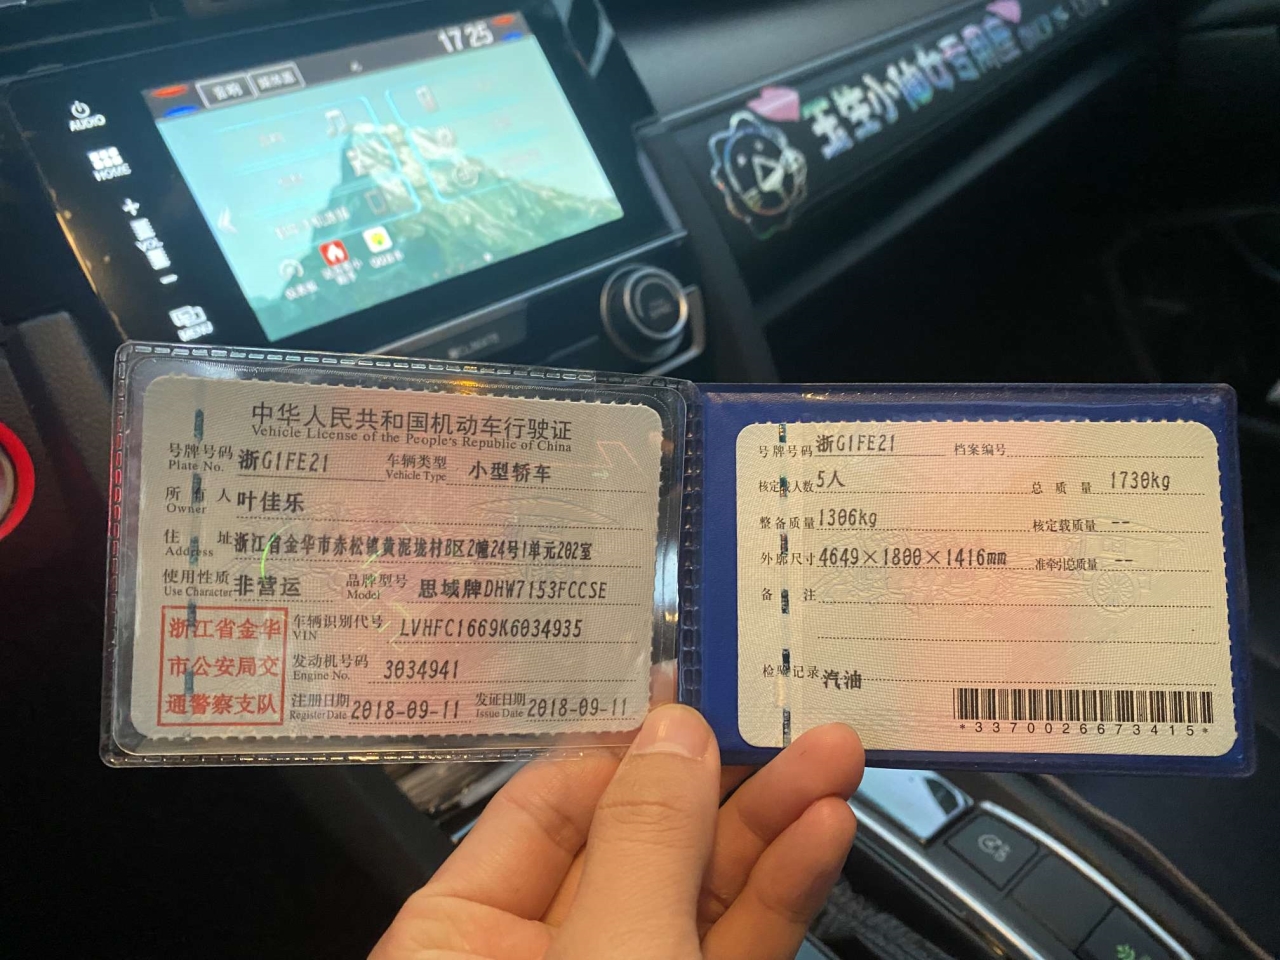 17:25
音响
AUDIO
HOME
+
VOL
-
MENU
中华人民共和国机动车行驶证
Vehicle License of the People's Republic of China
号牌号码 浙G1FE21 车辆类型 小型轿车
Plate No. Vehicle Type
所有人 叶佳乐
Owner
住址 浙江省金华市赤松镇黄泥垅村B区2幢24号1单元202室
Address
使用性质 非营运 品牌型号 思域牌DHW7153FCCSE
Use Character Model
浙江省金华
市公安局交
通警察支队
车辆识别代号 LVHFC1669K6034935
VIN
发动机号码 3034941
Engine No.
注册日期 2018-09-11 发证日期 2018-09-11
Register Date Issue Date
号牌号码 浙G1FE21 档案编号
核定载人数 5人 总质量 1730kg
整备质量 1306kg 核定载质量 --
外廓尺寸 4649×1800×1416mm 准牵引总质量 --
备注
检验记录 汽油
*3370026673415*